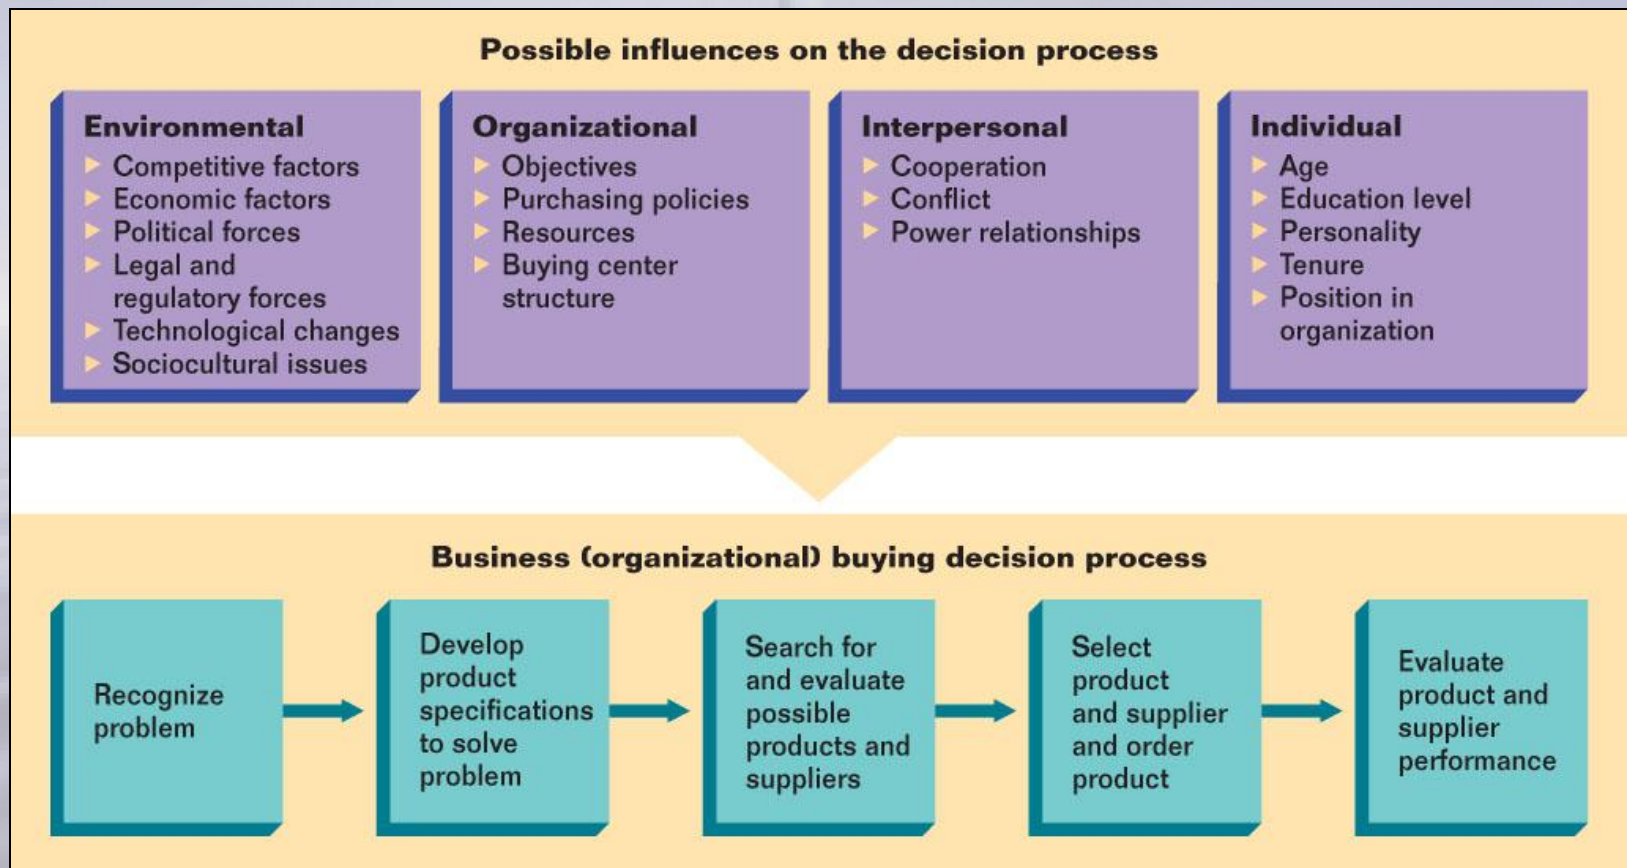 Possible influences on the decision process
Environmental
Competitive factors
Economic factors
Political forces
Legal and
regulatory forces
Technological changes
Sociocultural issues
Organizational
Objectives
Purchasing policies
Resources
Buying center
structure
Interpersonal
Cooperation
Conflict
Power relationships
Individual
Age
Education level
Personality
Tenure
Position in
organization
Business (organizational) buying decision process
Recognize
problem
Develop
product
specifications
to solve
problem
Search for
and evaluate
possible
products and
suppliers
Select
product
and supplier
and order
product
Evaluate
product and
supplier
performance